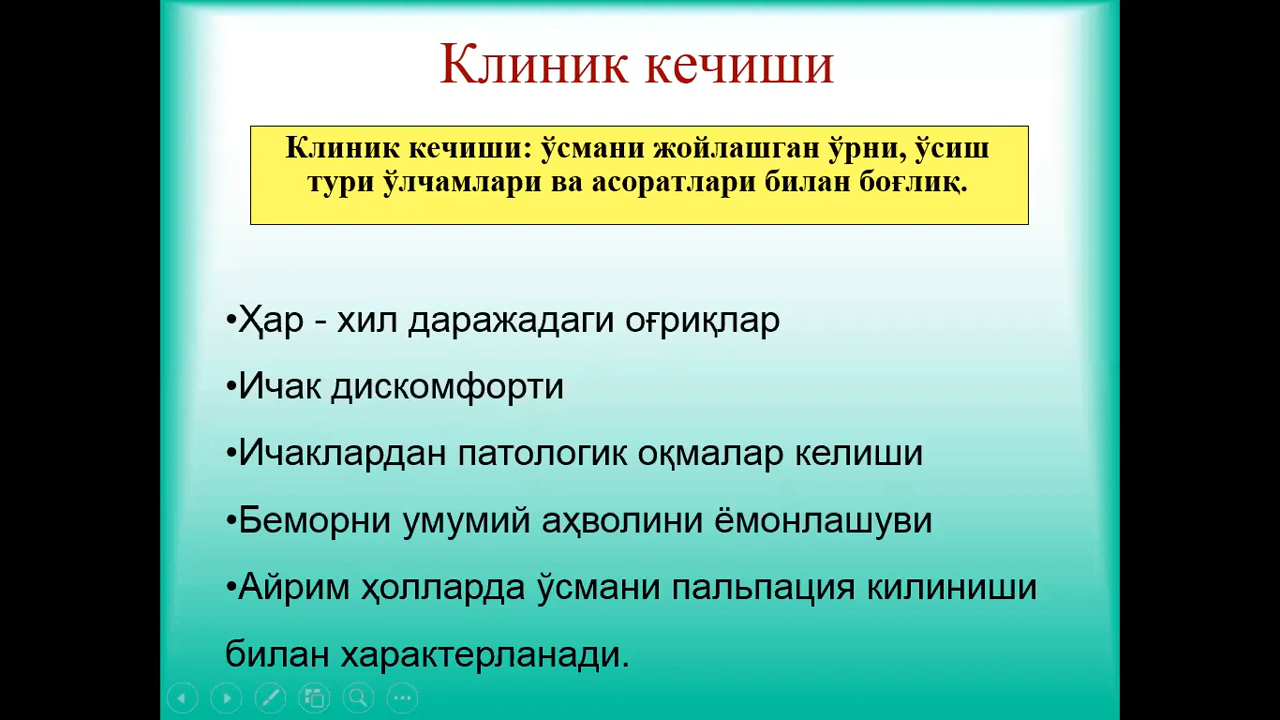 Клиник кечиши
Клиник кечиши: ўсмани жойлашган ўрни, ўсиш
тури ўлчамлари ва асоратлари билан боғлиқ.
•Ҳар - хил даражадаги оғриқлар
•Ичак дискомфорти
•Ичаклардан патологик оқмалар келиши
•Беморни умумий аҳволини ёмонлашуви
•Айрим ҳолларда ўсмани пальпация килиниши
билан характерланади.